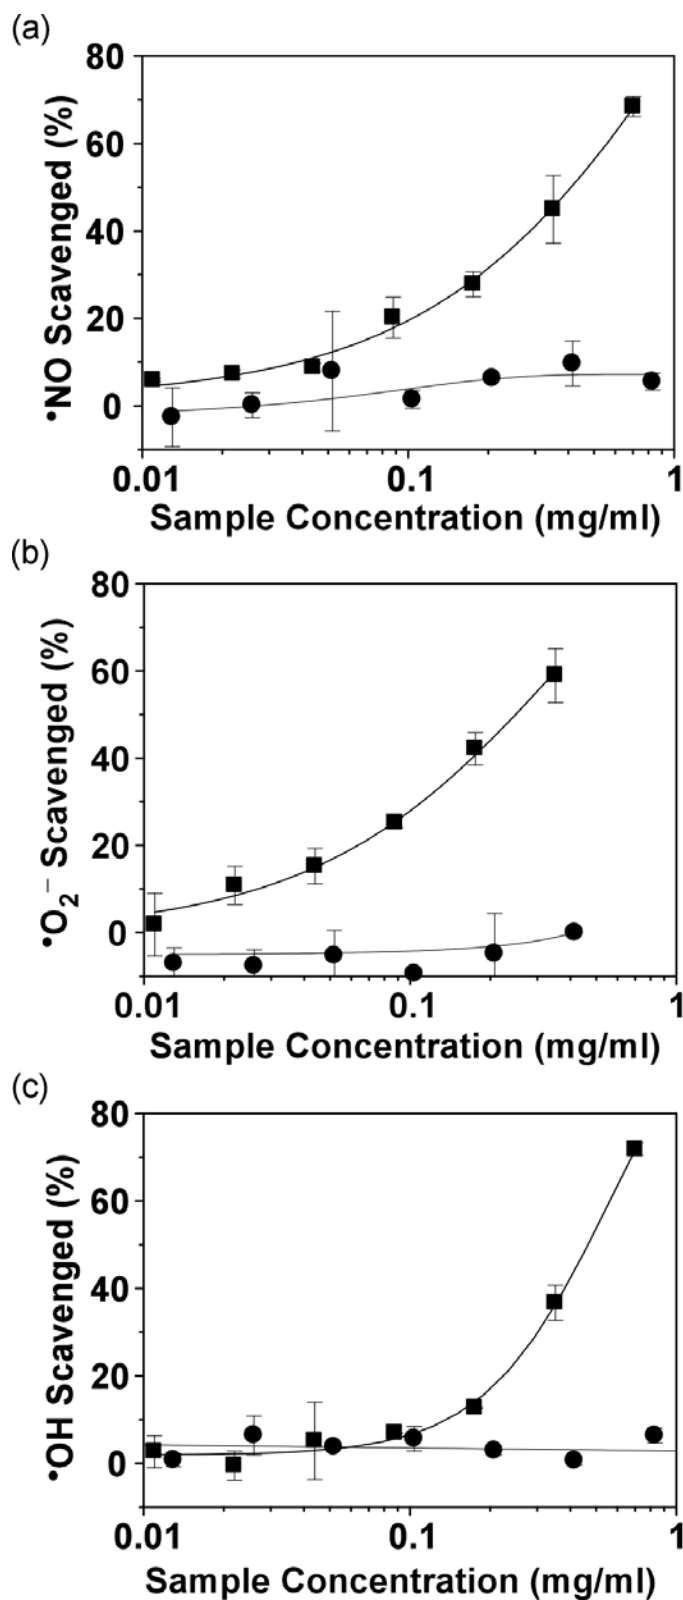 (a)
80
60
40
20
0
•NO Scavenged (%)
0.01 0.1 1
Sample Concentration (mg/ml)
(b)
80
60
40
20
0
•O₂⁻ Scavenged (%)
0.01 0.1 1
Sample Concentration (mg/ml)
(c)
80
60
40
20
0
•OH Scavenged (%)
0.01 0.1 1
Sample Concentration (mg/ml)